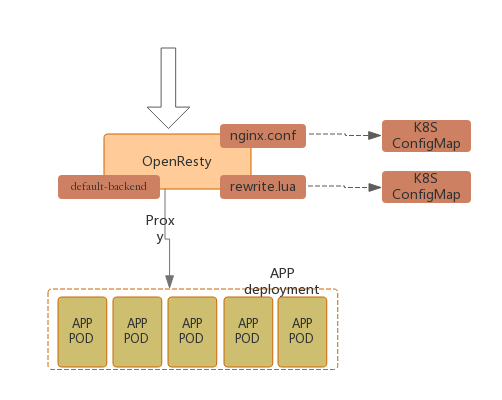 nginx.conf
K8S
ConfigMap
OpenResty
default-backend
rewrite.lua
K8S
ConfigMap
Prox
y
APP
deployment
APP
POD
APP
POD
APP
POD
APP
POD
APP
POD